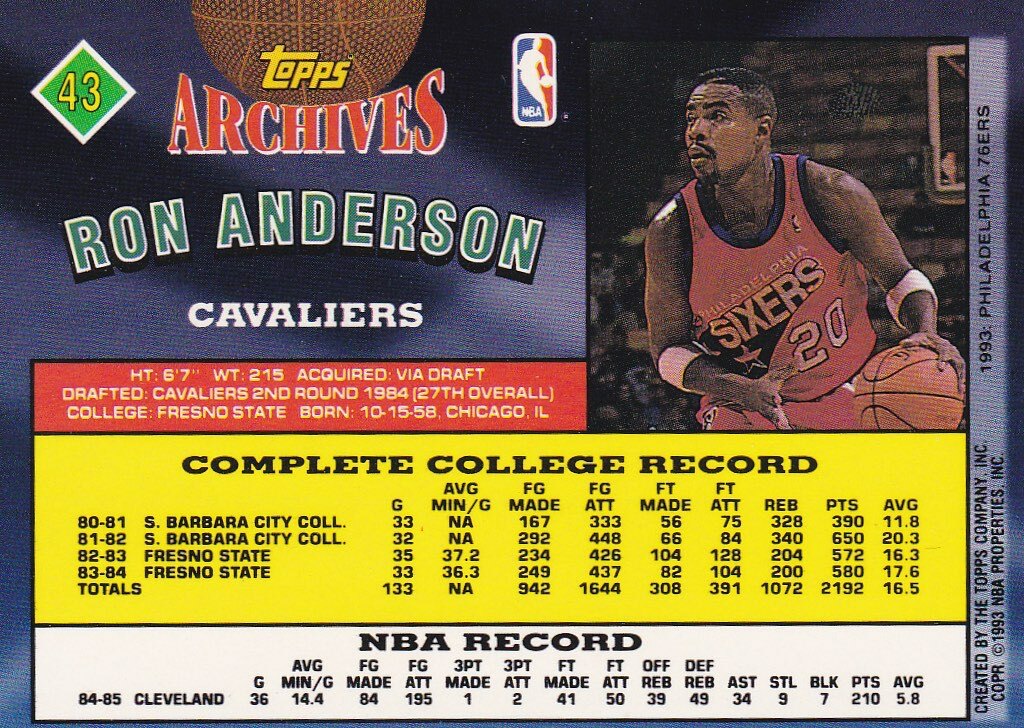 43
Topps
ARCHIVES
NBA
RON ANDERSON
CAVALIERS
HT: 6'7" WT: 215 ACQUIRED: VIA DRAFT
DRAFTED: CAVALIERS 2ND ROUND 1984 (27TH OVERALL)
COLLEGE: FRESNO STATE BORN: 10-15-58, CHICAGO, IL
PHILADELPHIA
SIXERS
20
1993: PHILADELPHIA 76ERS
COMPLETE COLLEGE RECORD
AVG FG FG FT FT
G MIN/G MADE ATT MADE ATT REB PTS AVG
80-81 S. BARBARA CITY COLL. 33 NA 167 333 56 75 328 390 11.8
81-82 S. BARBARA CITY COLL. 32 NA 292 448 66 84 340 650 20.3
82-83 FRESNO STATE 35 37.2 234 426 104 128 204 572 16.3
83-84 FRESNO STATE 33 36.3 249 437 82 104 200 580 17.6
TOTALS 133 NA 942 1644 308 391 1072 2192 16.5
NBA RECORD
AVG FG FG 3PT 3PT FT FT OFF DEF
G MIN/G MADE ATT MADE ATT MADE ATT REB REB AST STL BLK PTS AVG
84-85 CLEVELAND 36 14.4 84 195 1 2 41 50 39 49 34 9 7 210 5.8
CREATED BY THE TOPPS COMPANY, INC.
COPR. ©1993 NBA PROPERTIES, INC.